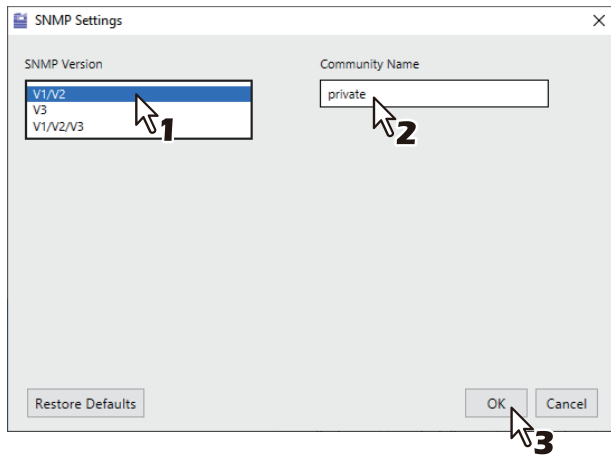 SNMP Settings
SNMP Version
V1/V2
V3
V1/V2/V3
1
Community Name
private
2
Restore Defaults
OK
Cancel
3